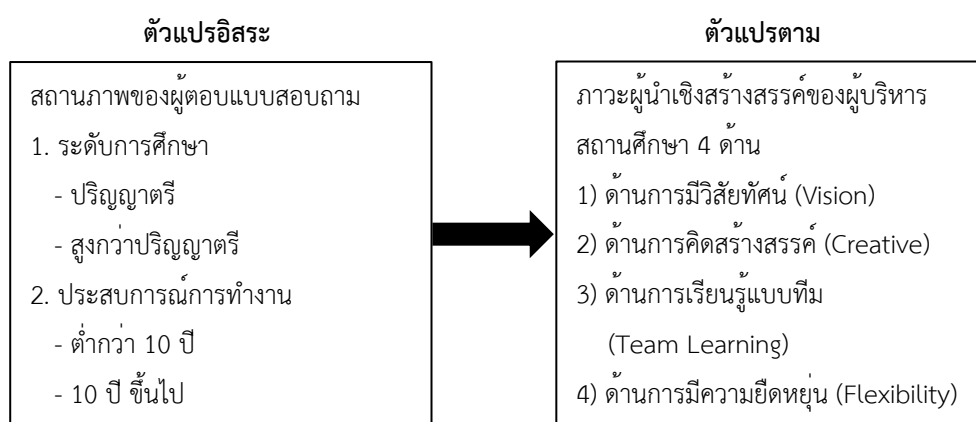 ตัวแปรอิสระ
สถานภาพของผู้ตอบแบบสอบถาม
1. ระดับการศึกษา
- ปริญญาตรี
- สูงกว่าปริญญาตรี
2. ประสบการณ์การทำงาน
- ต่ำกว่า 10 ปี
- 10 ปี ขึ้นไป
ตัวแปรตาม
ภาวะผู้นำเชิงสร้างสรรค์ของผู้บริหาร
สถานศึกษา 4 ด้าน
1) ด้านการมีวิสัยทัศน์ (Vision)
2) ด้านการคิดสร้างสรรค์ (Creative)
3) ด้านการเรียนรู้แบบทีม
(Team Learning)
4) ด้านการมีความยืดหยุ่น (Flexibility)